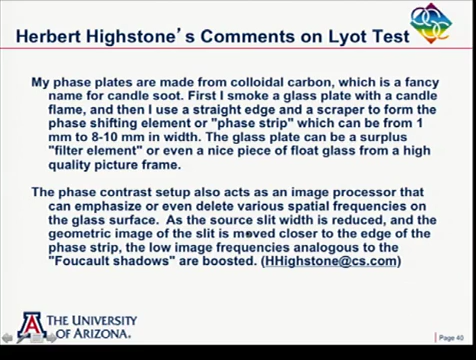 Herbert Highstone's Comments on Lyot Test
My phase plates are made from colloidal carbon, which is a fancy
name for candle soot. First I smoke a glass plate with a candle
flame, and then I use a straight edge and a scraper to form the
phase shifting element or "phase strip" which can be from 1
mm to 8-10 mm in width. The glass plate can be a surplus
"filter element" or even a nice piece of float glass from a high
quality picture frame.
The phase contrast setup also acts as an image processor that
can emphasize or even delete various spatial frequencies on
the glass surface. As the source slit width is reduced, and the
geometric image of the slit is moved closer to the edge of the
phase strip, the low image frequencies analogous to the
"Foucault shadows" are boosted. (HHighstone@cs.com)
A THE UNIVERSITY
OF ARIZONA.
Page 40